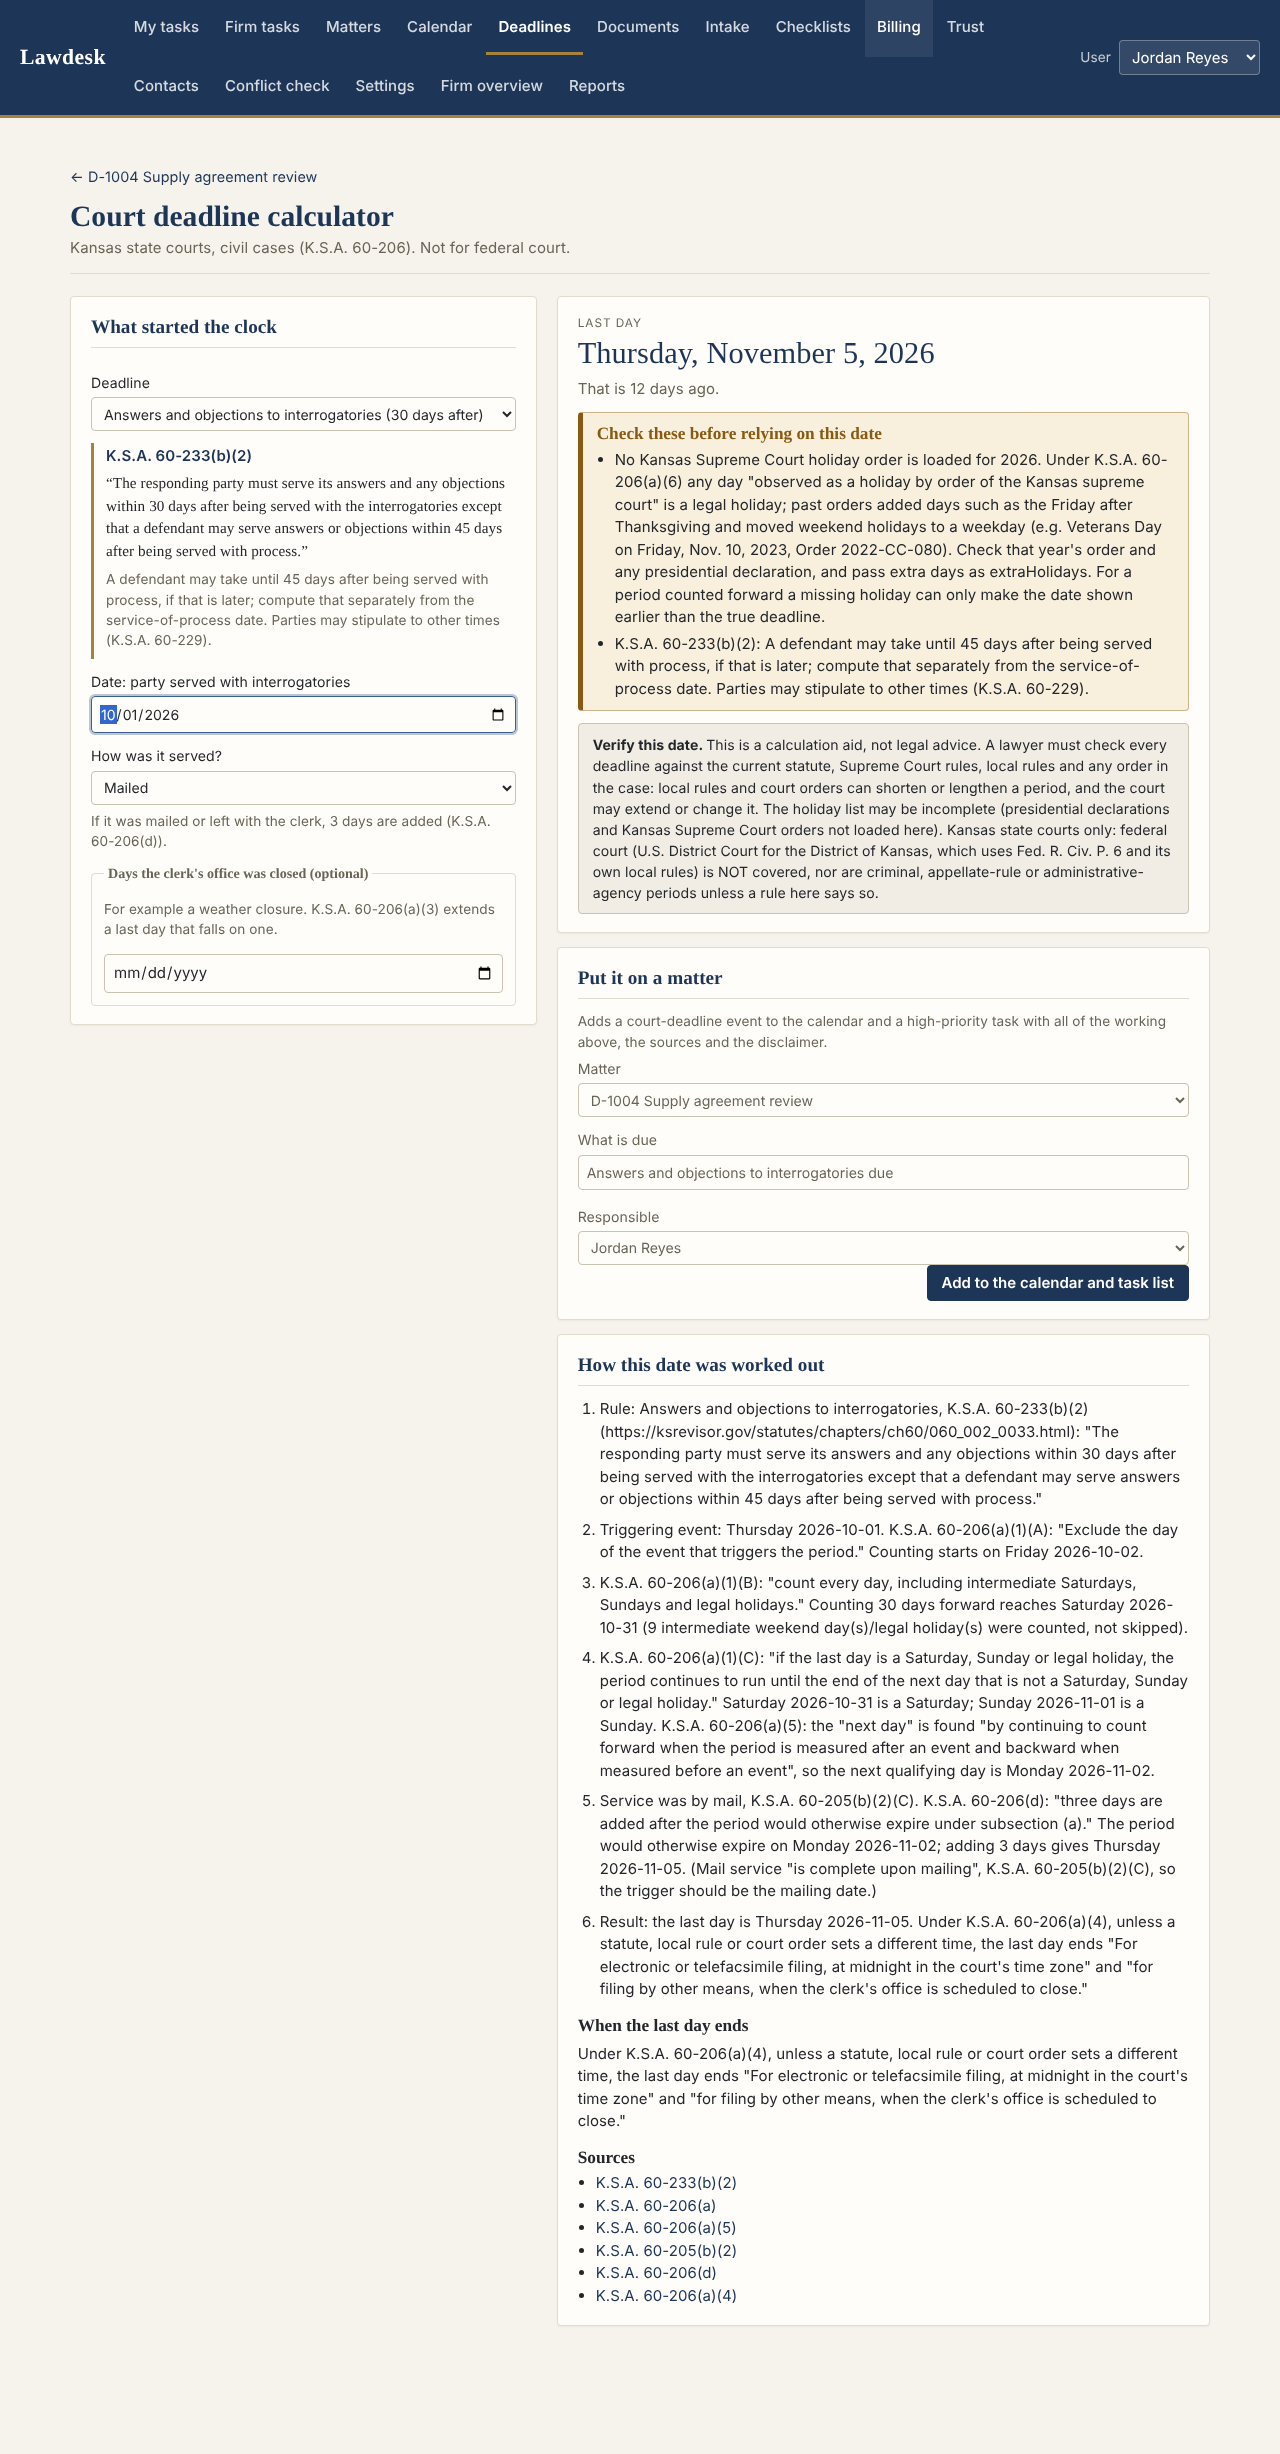 Lawdesk
My tasks
Firm tasks
Matters
Calendar
Deadlines
Documents
Intake
Checklists
Billing
Trust
Contacts
Conflict check
Settings
Firm overview
Reports
User
Jordan Reyes
← D-1004 Supply agreement review
Court deadline calculator
Kansas state courts, civil cases (K.S.A. 60-206). Not for federal court.
What started the clock
Deadline
Answers and objections to interrogatories (30 days after)
K.S.A. 60-233(b)(2)
“The responding party must serve its answers and any objections
within 30 days after being served with the interrogatories except
that a defendant may serve answers or objections within 45 days
after being served with process.”
A defendant may take until 45 days after being served with
process, if that is later; compute that separately from the
service-of-process date. Parties may stipulate to other times
(K.S.A. 60-229).
Date: party served with interrogatories
10/01/2026
How was it served?
Mailed
If it was mailed or left with the clerk, 3 days are added (K.S.A.
60-206(d)).
Days the clerk's office was closed (optional)
For example a weather closure. K.S.A. 60-206(a)(3) extends
a last day that falls on one.
mm/dd/yyyy
LAST DAY
Thursday, November 5, 2026
That is 12 days ago.
Check these before relying on this date
• No Kansas Supreme Court holiday order is loaded for 2026. Under K.S.A. 60-
206(a)(6) any day "observed as a holiday by order of the Kansas supreme
court" is a legal holiday; past orders added days such as the Friday after
Thanksgiving and moved weekend holidays to a weekday (e.g. Veterans Day
on Friday, Nov. 10, 2023, Order 2022-CC-080). Check that year's order and
any presidential declaration, and pass extra days as extraHolidays. For a
period counted forward a missing holiday can only make the date shown
earlier than the true deadline.
• K.S.A. 60-233(b)(2): A defendant may take until 45 days after being served
with process, if that is later; compute that separately from the service-of-
process date. Parties may stipulate to other times (K.S.A. 60-229).
Verify this date. This is a calculation aid, not legal advice. A lawyer must check every
deadline against the current statute, Supreme Court rules, local rules and any order in
the case: local rules and court orders can shorten or lengthen a period, and the court
may extend or change it. The holiday list may be incomplete (presidential declarations
and Kansas Supreme Court orders not loaded here). Kansas state courts only: federal
court (U.S. District Court for the District of Kansas, which uses Fed. R. Civ. P. 6 and its
own local rules) is NOT covered, nor are criminal, appellate-rule or administrative-
agency periods unless a rule here says so.
Put it on a matter
Adds a court-deadline event to the calendar and a high-priority task with all of the working
above, the sources and the disclaimer.
Matter
D-1004 Supply agreement review
What is due
Answers and objections to interrogatories due
Responsible
Jordan Reyes
Add to the calendar and task list
How this date was worked out
1. Rule: Answers and objections to interrogatories, K.S.A. 60-233(b)(2)
(https://ksrevisor.gov/statutes/chapters/ch60/060_002_0033.html): "The
responding party must serve its answers and any objections within 30 days after
being served with the interrogatories except that a defendant may serve answers
or objections within 45 days after being served with process."
2. Triggering event: Thursday 2026-10-01. K.S.A. 60-206(a)(1)(A): "Exclude the day
of the event that triggers the period." Counting starts on Friday 2026-10-02.
3. K.S.A. 60-206(a)(1)(B): "count every day, including intermediate Saturdays,
Sundays and legal holidays." Counting 30 days forward reaches Saturday 2026-
10-31 (9 intermediate weekend day(s)/legal holiday(s) were counted, not skipped).
4. K.S.A. 60-206(a)(1)(C): "if the last day is a Saturday, Sunday or legal holiday, the
period continues to run until the end of the next day that is not a Saturday, Sunday
or legal holiday." Saturday 2026-10-31 is a Saturday; Sunday 2026-11-01 is a
Sunday. K.S.A. 60-206(a)(5): the "next day" is found "by continuing to count
forward when the period is measured after an event and backward when
measured before an event", so the next qualifying day is Monday 2026-11-02.
5. Service was by mail, K.S.A. 60-205(b)(2)(C). K.S.A. 60-206(d): "three days are
added after the period would otherwise expire under subsection (a)." The period
would otherwise expire on Monday 2026-11-02; adding 3 days gives Thursday
2026-11-05. (Mail service "is complete upon mailing", K.S.A. 60-205(b)(2)(C), so
the trigger should be the mailing date.)
6. Result: the last day is Thursday 2026-11-05. Under K.S.A. 60-206(a)(4), unless a
statute, local rule or court order sets a different time, the last day ends "For
electronic or telefacsimile filing, at midnight in the court's time zone" and "for
filing by other means, when the clerk's office is scheduled to close."
When the last day ends
Under K.S.A. 60-206(a)(4), unless a statute, local rule or court order sets a different
time, the last day ends "For electronic or telefacsimile filing, at midnight in the court's
time zone" and "for filing by other means, when the clerk's office is scheduled to
close."
Sources
• K.S.A. 60-233(b)(2)
• K.S.A. 60-206(a)
• K.S.A. 60-206(a)(5)
• K.S.A. 60-205(b)(2)
• K.S.A. 60-206(d)
• K.S.A. 60-206(a)(4)